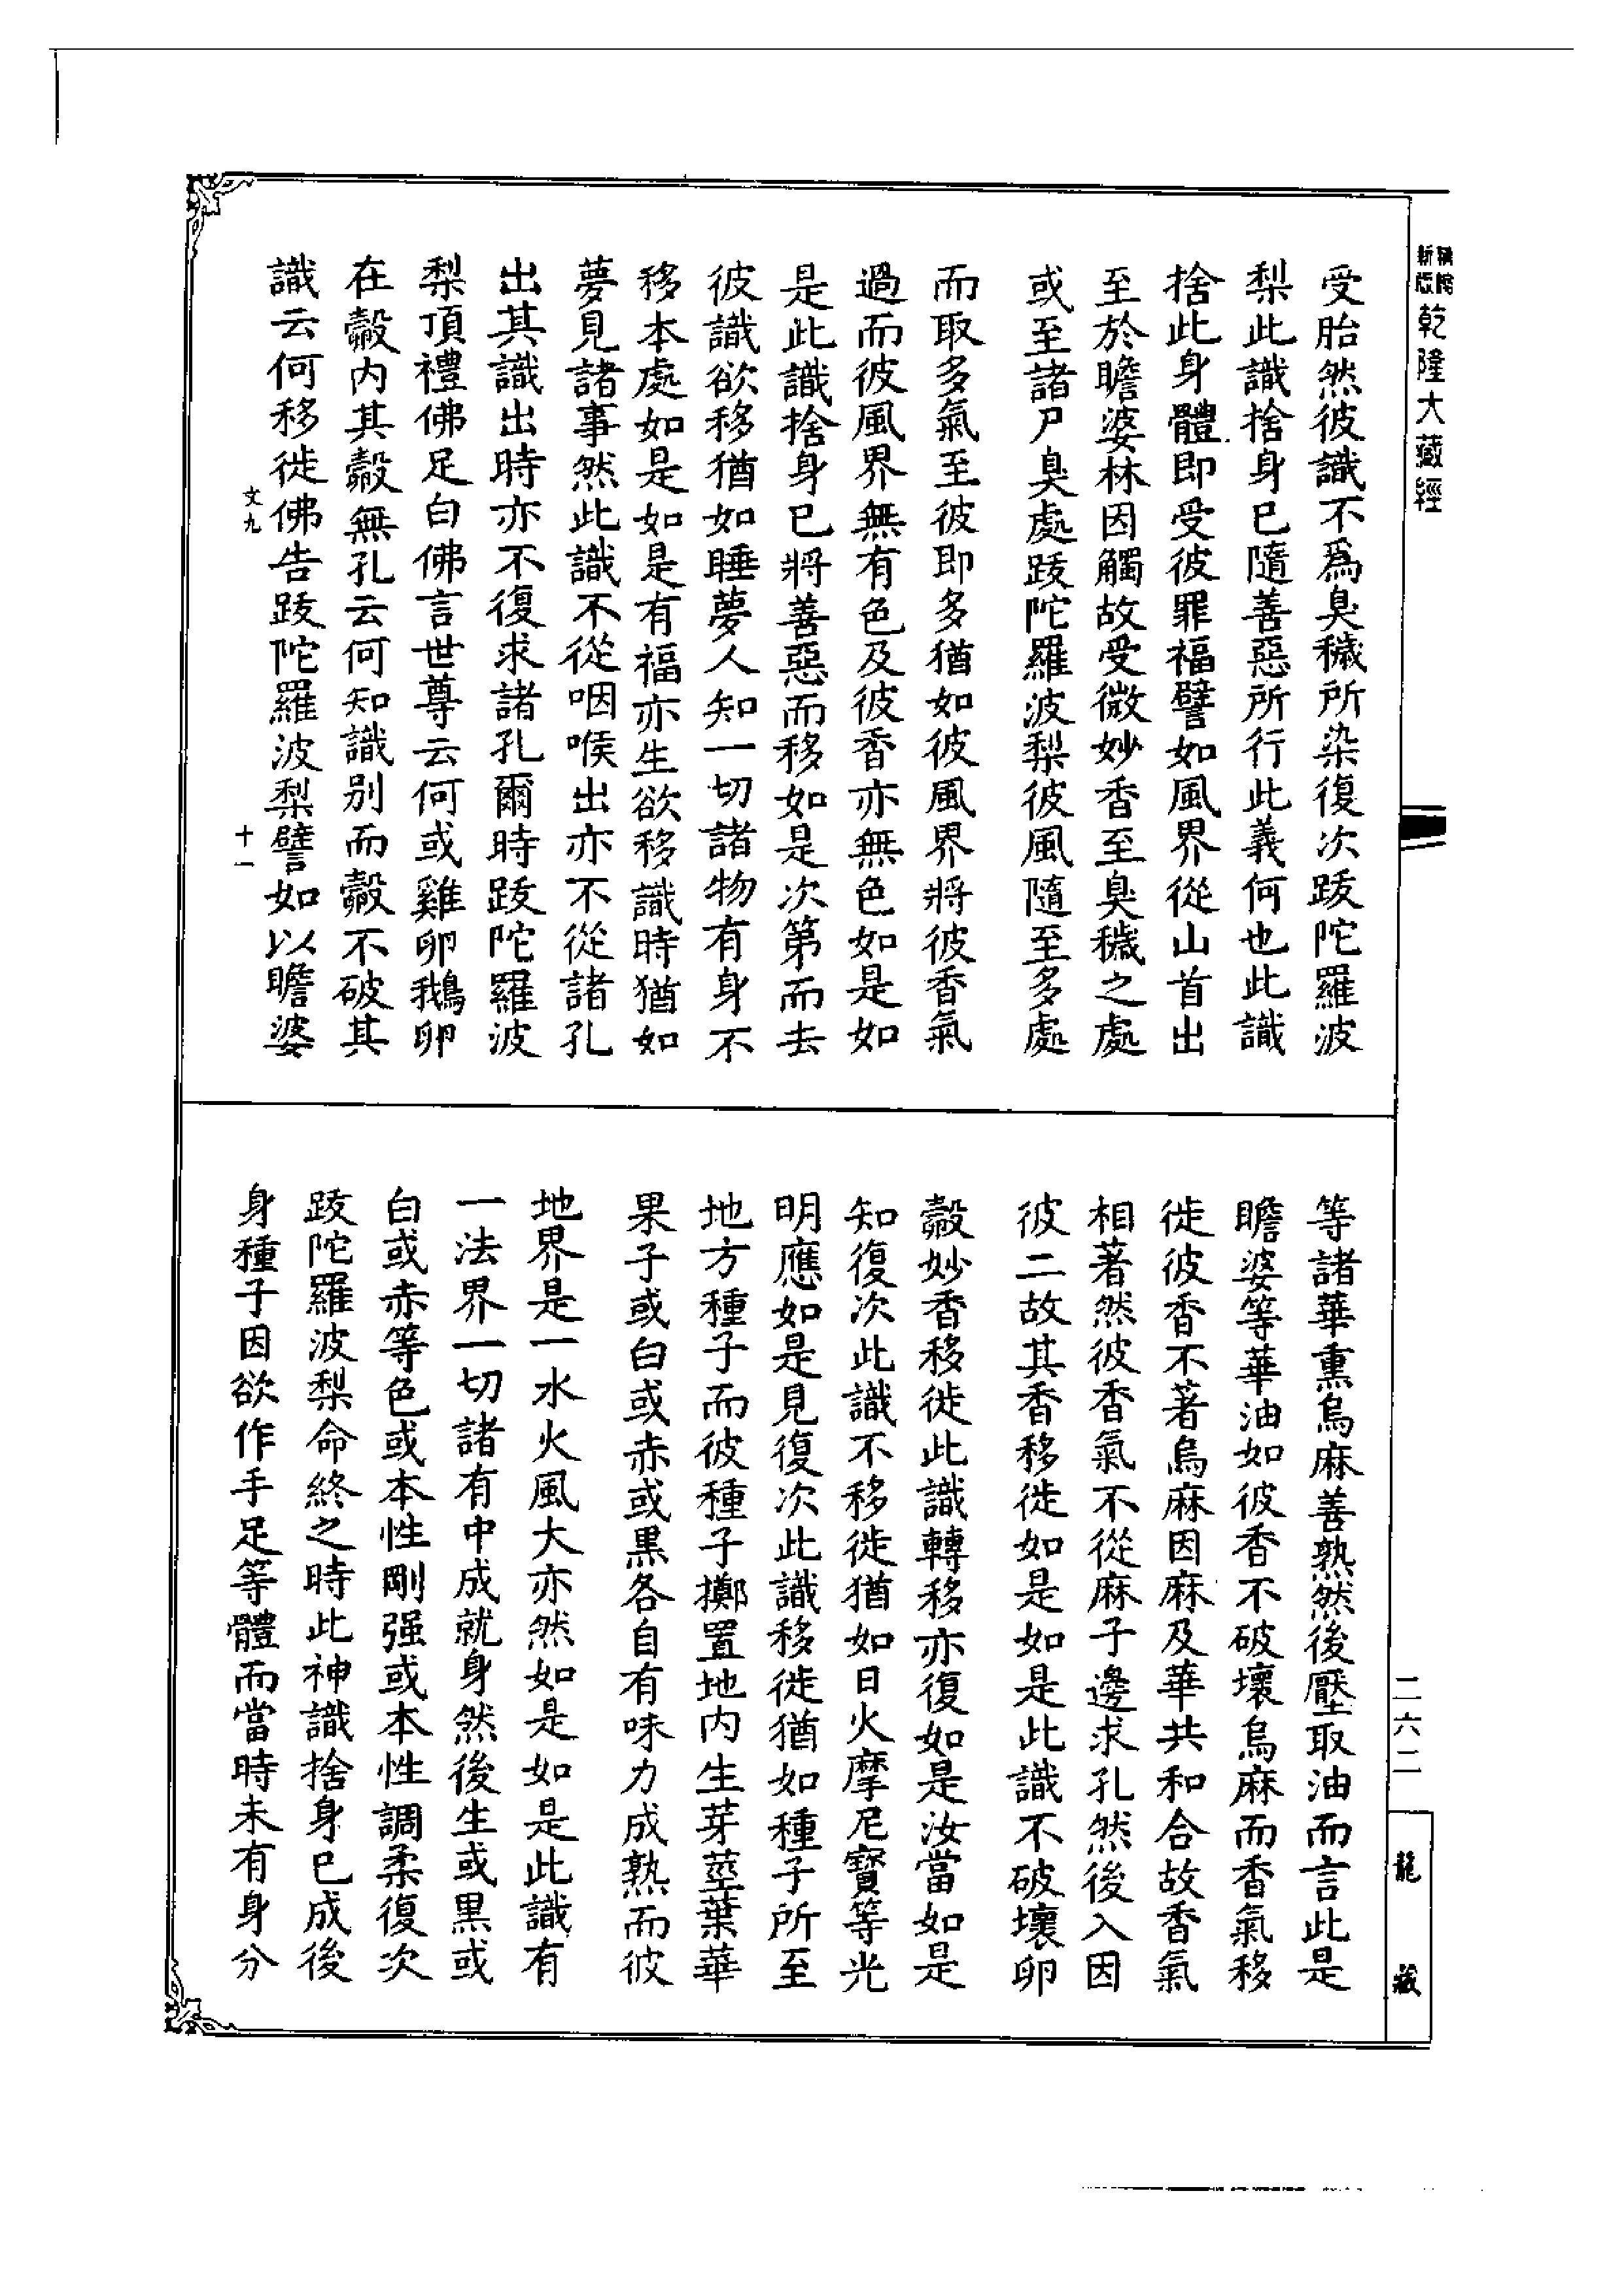 乾隆大藏經
受胎然彼識不爲臭穢所染復次跋陀羅波
梨此識捨身已隨善惡所行此義何也此識
捨此身體即受彼罪福譬如風界從山首出
至於瞻婆林因觸故受微妙香至臭穢之處
或至諸尸臭處跋陀羅波梨彼風隨至多處
而取多氣至彼即多猶如彼風界將彼香氣
過而彼風界無有色及彼香亦無色如是如
是此識捨身已將善惡而移如是次第而去
彼識欲移猶如睡夢人知一切諸物有身不
移本處如是如是有福亦生欲移識時猶如
夢見諸事然此識不從咽喉出亦不從諸孔
出其識出時亦不復求諸孔爾時跋陀羅波
梨頂禮佛足白佛言世尊云何或雞卵鵝卵
在㲉内其㲉無孔云何知識別而㲉不破其
識云何移徙佛告跋陀羅波梨譬如以瞻婆
文九
十一
等諸華熏烏麻善熟然後壓取油而言此是
瞻婆等華油如彼香不破壞烏麻而香氣移
徙彼香不著烏麻因麻及華共和合故香氣
相著然彼香氣不從麻子邊求孔然後入因
彼二故其香移徙如是如是此識不破壞卵
㲉妙香移徙此識轉移亦復如是汝當如是
知復次此識不移徙猶如日火摩尼寶等光
明應如是見復次此識移徙猶如種子所至
地方種子而彼種子擲置地内生芽莖葉華
果子或白或赤或黒各自有味力成熟而彼
地界是一水火風大亦然如是如是此識有
一法界一切諸有中成就身然後生或黒或
白或赤等色或本性剛强或本性調柔復次
跋陀羅波梨命終之時此神識捨身已成後
身種子因欲作手足等體而當時未有身分
二六二
龍藏